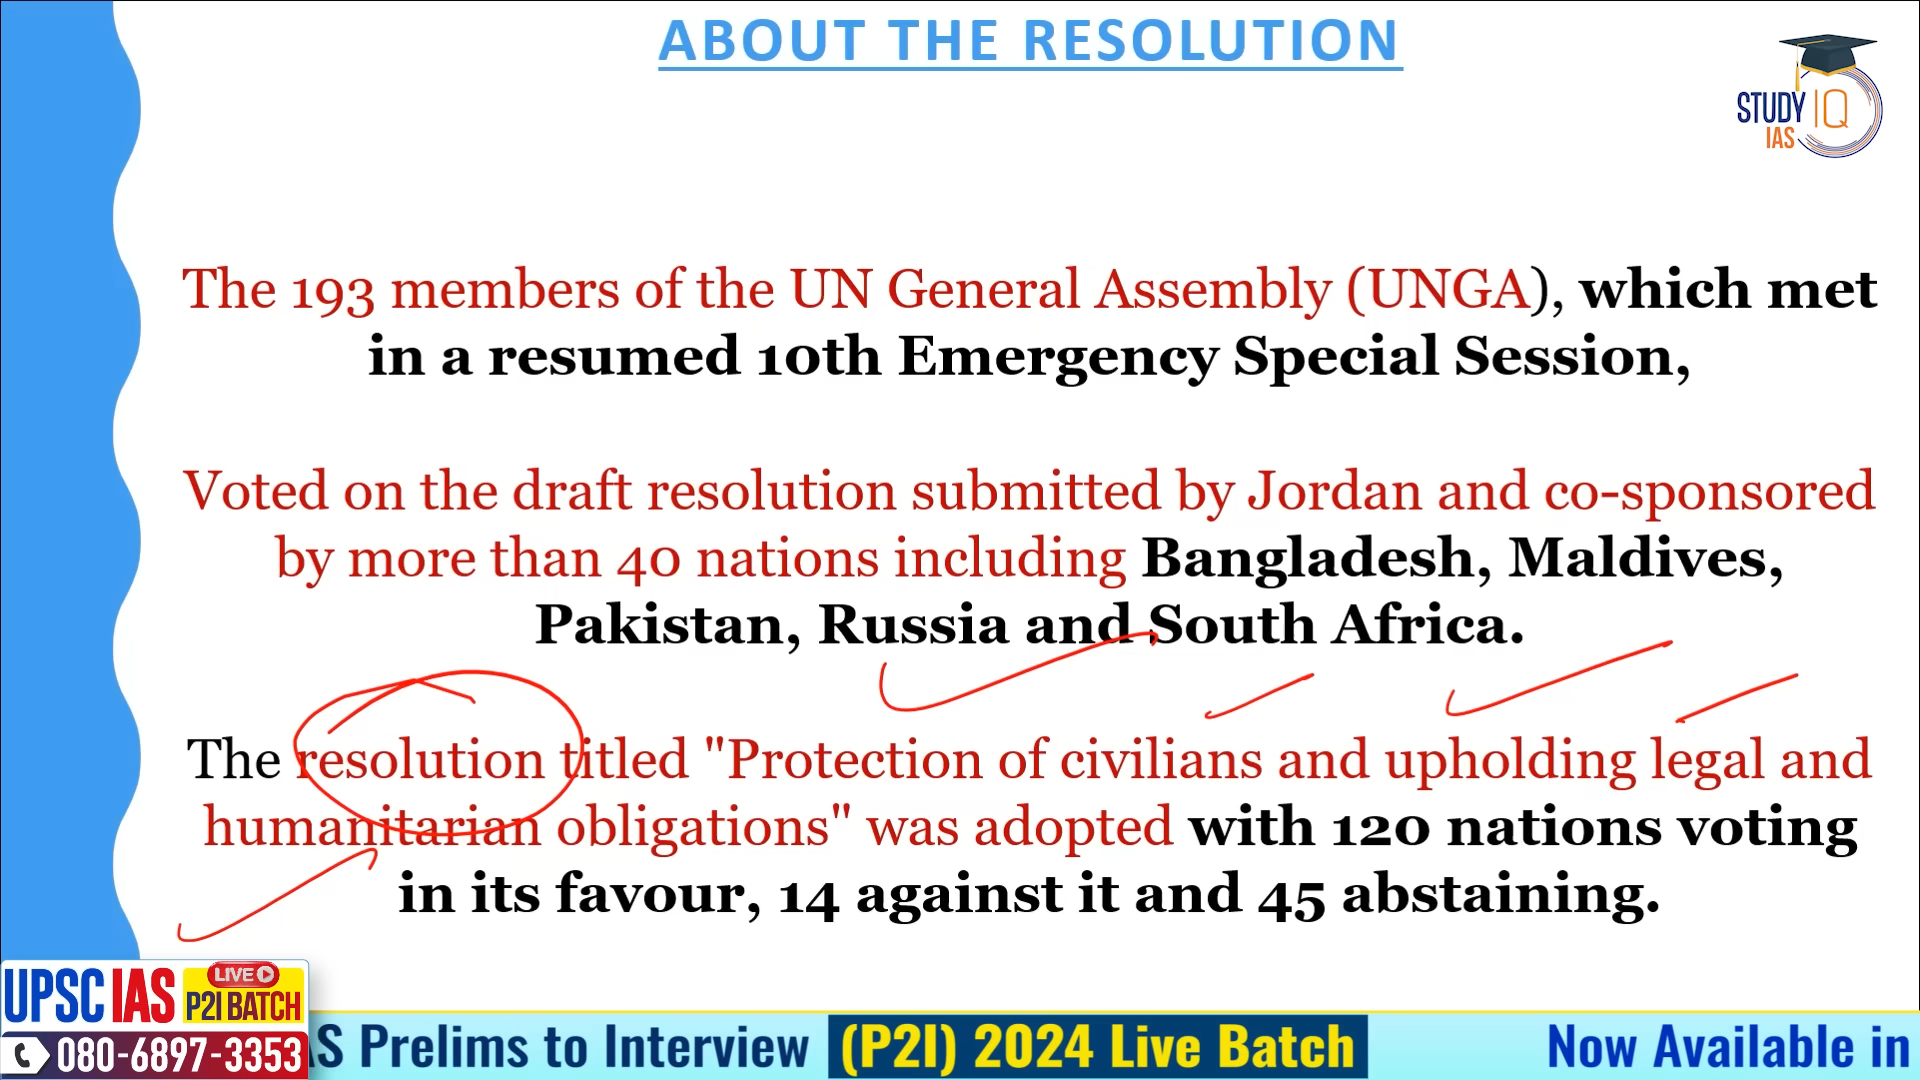 ABOUT THE RESOLUTION
STUDY IQ
IAS
The 193 members of the UN General Assembly (UNGA), which met
in a resumed 10th Emergency Special Session,
Voted on the draft resolution submitted by Jordan and co-sponsored
by more than 40 nations including Bangladesh, Maldives,
Pakistan, Russia and South Africa.
The resolution titled "Protection of civilians and upholding legal and
humanitarian obligations" was adopted with 120 nations voting
in its favour, 14 against it and 45 abstaining.
UPSC IAS LIVE P2I BATCH
080-6897-3353
S Prelims to Interview (P2I) 2024 Live Batch Now Available in